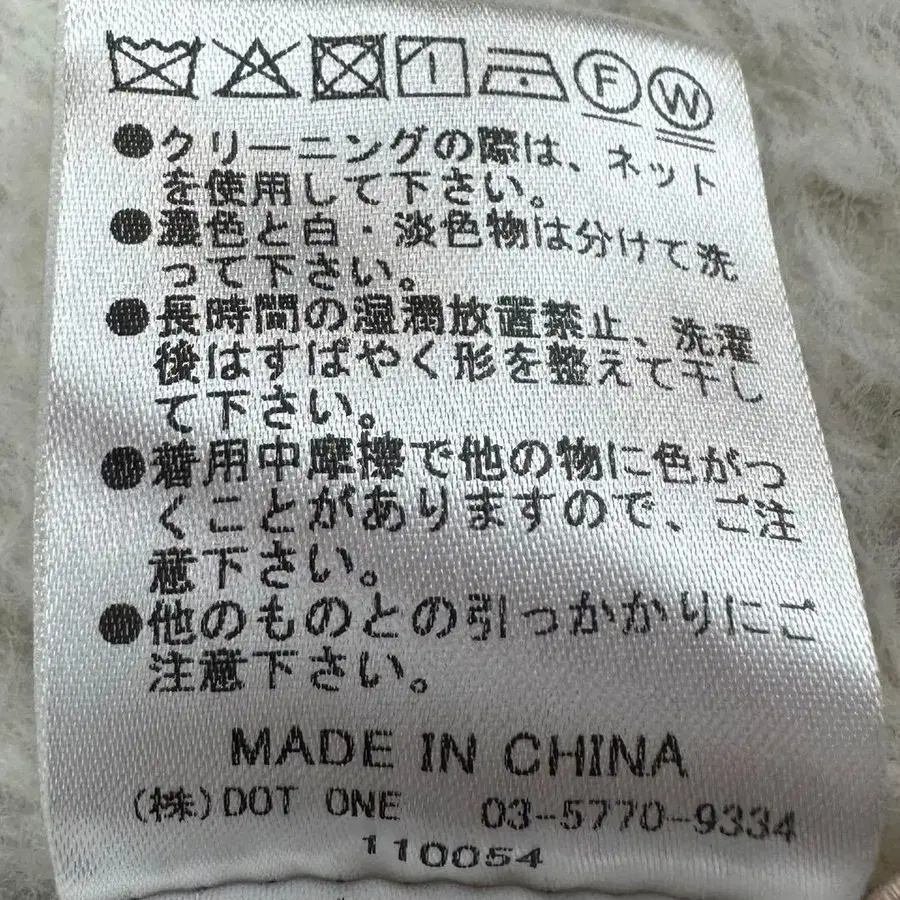 F W
●クリーニングの際は、ネット
を使用して下さい。
●濃色と白・淡色物は分けて洗
って下さい。
●長時間の湿潤放置禁止、洗濯
後はすばやく形を整えて干し
て下さい。
●着用中摩擦で他の物に色がつ
くことがありますので、ご注
意下さい。
●他のものとの引っかかりにご
注意下さい。
MADE IN CHINA
(株)DOT ONE 03-5770-9334
110054